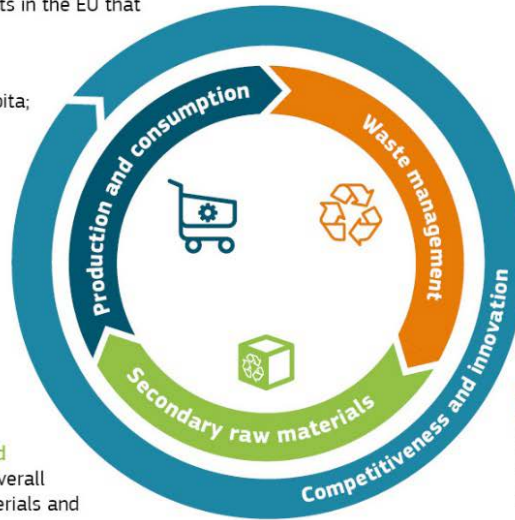 ts in the EU that
pita;
Production and consumption
Waste management
Secondary raw materials
Competitiveness and innovation
d
verall
erials and